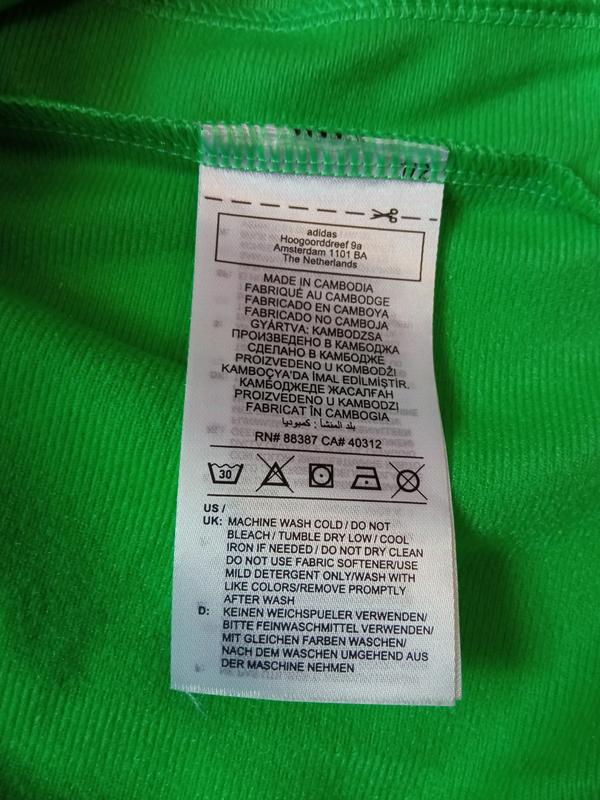 adidas
Hoogoorddreef 9a
Amsterdam 1101 BA
The Netherlands
MADE IN CAMBODIA
FABRIQUÉ AU CAMBODGE
FABRICADO EN CAMBOYA
FABRICADO NO CAMBOJA
GYÁRTVA: KAMBODZSA
ПРОИЗВЕДЕНО В КАМБОДЖА
СДЕЛАНО В КАМБОДЖЕ
PROIZVEDENO U KOMBODŽI
KAMBOÇYA'DA İMAL EDİLMİŞTİR.
КАМБОДЖЕДЕ ЖАСАЛҒАН
PROIZVEDENO U KAMBODZI
FABRICAT ÎN CAMBOGIA
بلد المنشأ : كمبوديا
RN# 88387 CA# 40312
30
US /
UK: MACHINE WASH COLD / DO NOT
BLEACH / TUMBLE DRY LOW / COOL
IRON IF NEEDED / DO NOT DRY CLEAN
DO NOT USE FABRIC SOFTENER/USE
MILD DETERGENT ONLY/WASH WITH
LIKE COLORS/REMOVE PROMPTLY
AFTER WASH
D: KEINEN WEICHSPUELER VERWENDEN/
BITTE FEINWASCHMITTEL VERWENDEN/
MIT GLEICHEN FARBEN WASCHEN/
NACH DEM WASCHEN UMGEHEND AUS
DER MASCHINE NEHMEN